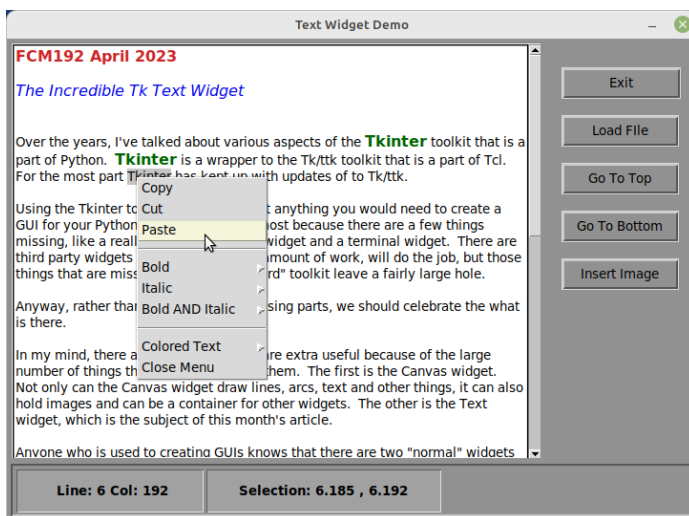 Text Widget Demo
FCM192 April 2023
The Incredible Tk Text Widget
Over the years, I've talked about various aspects of the Tkinter toolkit that is a
part of Python. Tkinter is a wrapper to the Tk/ttk toolkit that is a part of Tcl.
For the most part Tkinter has kept up with updates of to Tk/ttk.
Using the Tkinter to t anything you would need to create a
GUI for your Python ost because there are a few things
missing, like a reall widget and a terminal widget. There are
third party widgets mount of work, will do the job, but those
things that are miss rd" toolkit leave a fairly large hole.
Anyway, rather than sing parts, we should celebrate the what
is there.
In my mind, there a re extra useful because of the large
number of things th hem. The first is the Canvas widget.
Not only can the Canvas widget draw lines, arcs, text and other things, it can also
hold images and can be a container for other widgets. The other is the Text
widget, which is the subject of this month's article.
Anyone who is used to creating GUIs knows that there are two "normal" widgets
Copy
Cut
Paste
Bold
Italic
Bold AND Italic
Colored Text
Close Menu
Exit
Load FIle
Go To Top
Go To Bottom
Insert Image
Line: 6 Col: 192
Selection: 6.185 , 6.192